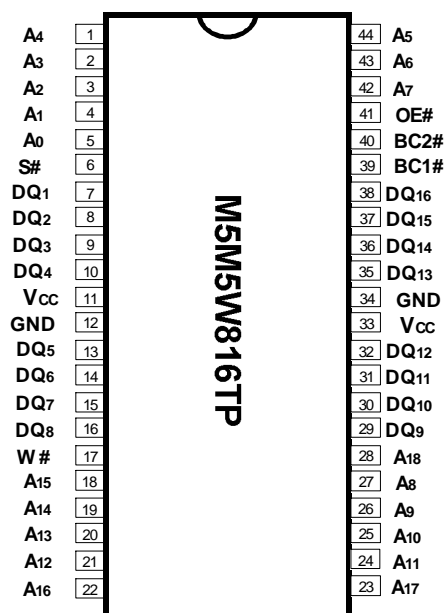 A4 1 44 A5
A3 2 43 A6
A2 3 42 A7
A1 4 41 OE#
A0 5 40 BC2#
S# 6 39 BC1#
DQ1 7 38 DQ16
DQ2 8 37 DQ15
DQ3 9 36 DQ14
DQ4 10 35 DQ13
VCC 11 34 GND
GND 12 33 VCC
DQ5 13 32 DQ12
DQ6 14 31 DQ11
DQ7 15 30 DQ10
DQ8 16 29 DQ9
W# 17 28 A18
A15 18 27 A8
A14 19 26 A9
A13 20 25 A10
A12 21 24 A11
A16 22 23 A17
M5M5W816TP